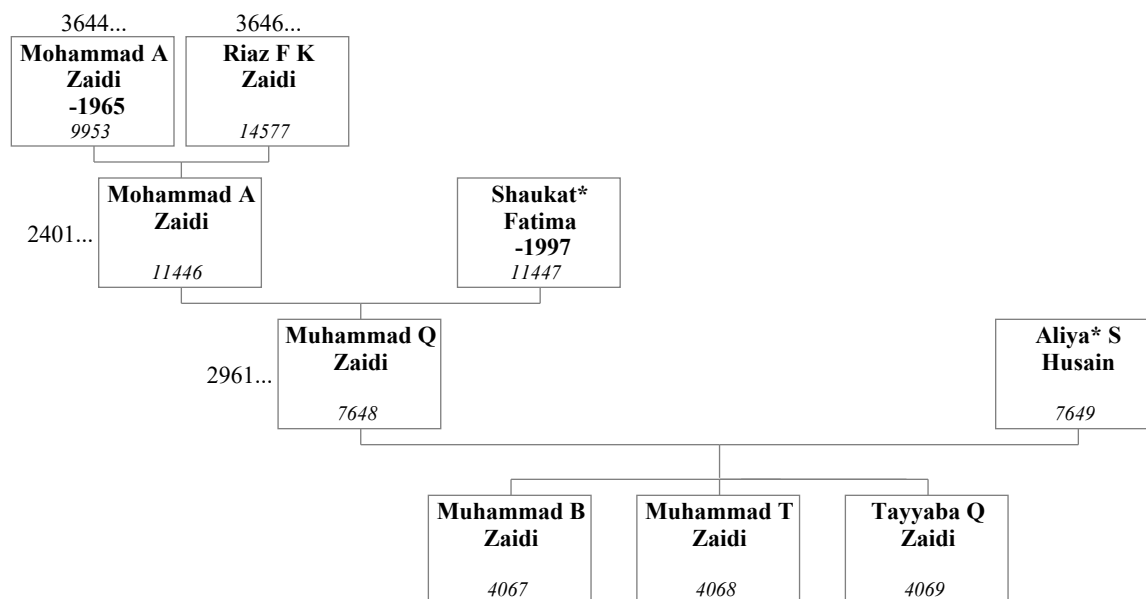 3644...
3646...
Mohammad A
Zaidi
-1965
9953
Riaz F K
Zaidi
14577
2401...
Mohammad A
Zaidi
11446
Shaukat*
Fatima
-1997
11447
2961...
Muhammad Q
Zaidi
7648
Aliya* S
Husain
7649
Muhammad B
Zaidi
4067
Muhammad T
Zaidi
4068
Tayyaba Q
Zaidi
4069